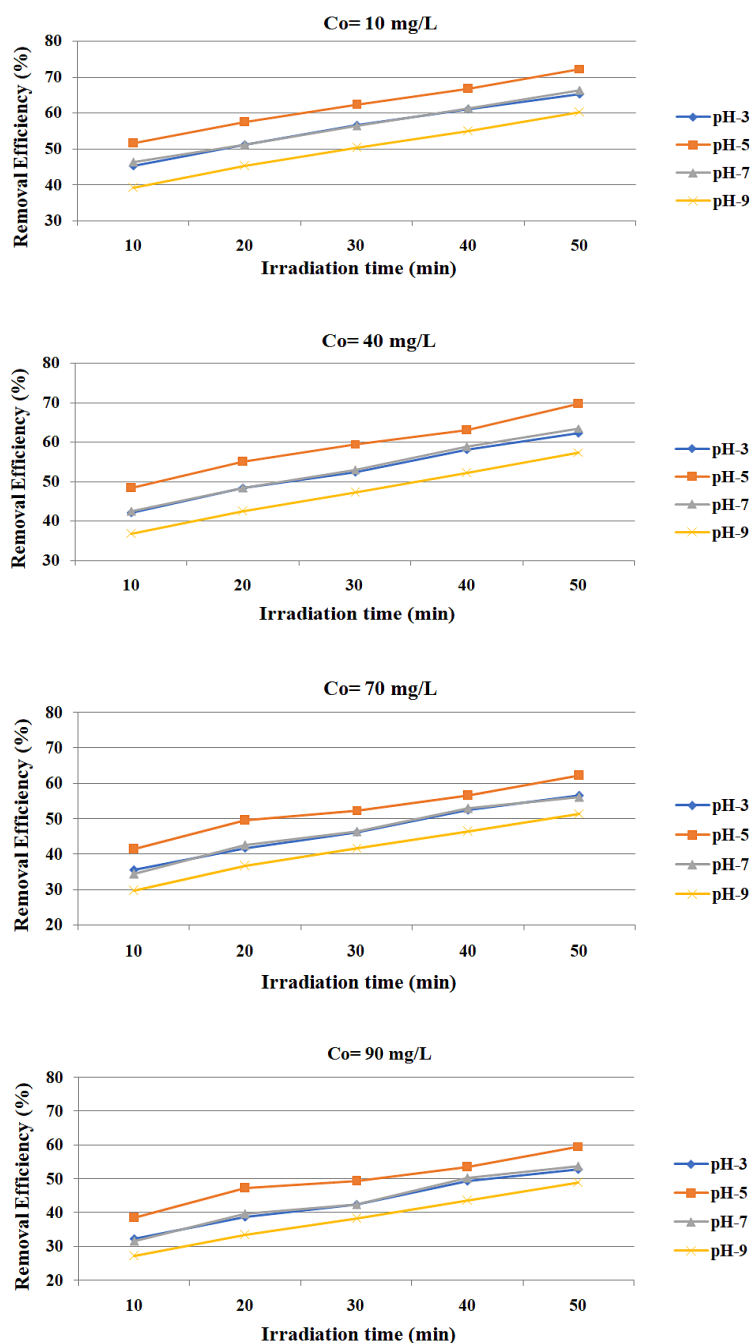 Co= 10 mg/L
Removal Efficiency (%)
80
70
60
50
40
30
10 20 30 40 50
Irradiation time (min)
pH-3
pH-5
pH-7
pH-9
Co= 40 mg/L
Removal Efficiency (%)
80
70
60
50
40
30
10 20 30 40 50
Irradiation time (min)
pH-3
pH-5
pH-7
pH-9
Co= 70 mg/L
Removal Efficiency (%)
80
70
60
50
40
30
20
10 20 30 40 50
Irradiation time (min)
pH-3
pH-5
pH-7
pH-9
Co= 90 mg/L
Removal Efficiency (%)
80
70
60
50
40
30
20
10 20 30 40 50
Irradiation time (min)
pH-3
pH-5
pH-7
pH-9